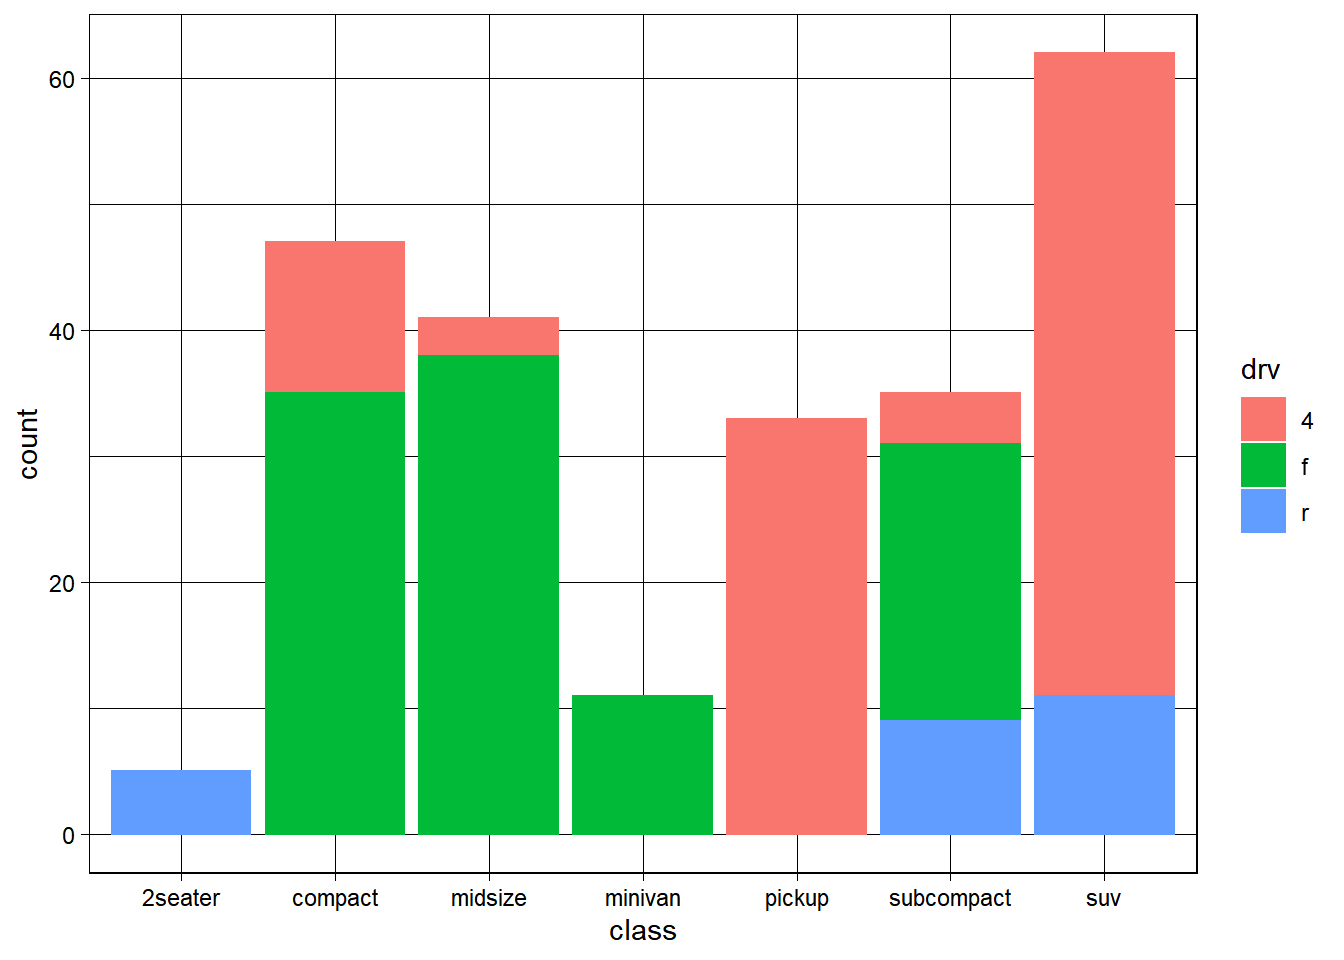 60
40
20
0
count
2seater compact midsize minivan pickup subcompact suv
class
drv
4
f
r